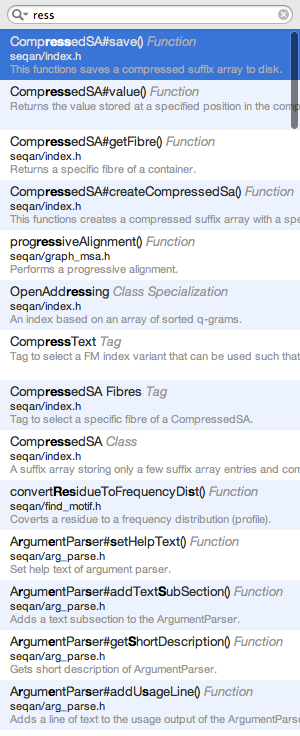 ress
CompressedSA#save() Function
seqan/index.h
This functions saves a compressed suffix array to disk.
CompressedSA#value() Function
Returns the value stored at a specified position in the comp
CompressedSA#getFibre() Function
seqan/index.h
Returns a specific fibre of a container.
CompressedSA#createCompressedSa() Function
seqan/index.h
This functions creates a compressed suffix array with a spe
progressiveAlignment() Function
seqan/graph_msa.h
Performs a progressive alignment.
OpenAddressing Class Specialization
seqan/index.h
An index based on an array of sorted q-grams.
CompressText Tag
Tag to select a FM index variant that can be used such that
CompressedSA Fibres Tag
seqan/index.h
Tag to select a specific fibre of a CompressedSA.
CompressedSA Class
seqan/index.h
A suffix array storing only a few suffix array entries and com
convertResidueToFrequencyDist() Function
seqan/find_motif.h
Coverts a residue to a frequency distribution (profile).
ArgumentParser#setHelpText() Function
seqan/arg_parse.h
Set help text of argument parser.
ArgumentParser#addTextSubSection() Function
seqan/arg_parse.h
Adds a text subsection to the ArgumentParser.
ArgumentParser#getShortDescription() Function
seqan/arg_parse.h
Gets short description of ArgumentParser.
ArgumentParser#addUsageLine() Function
seqan/arg_parse.h
Adds a line of text to the usage output of the ArgumentParse